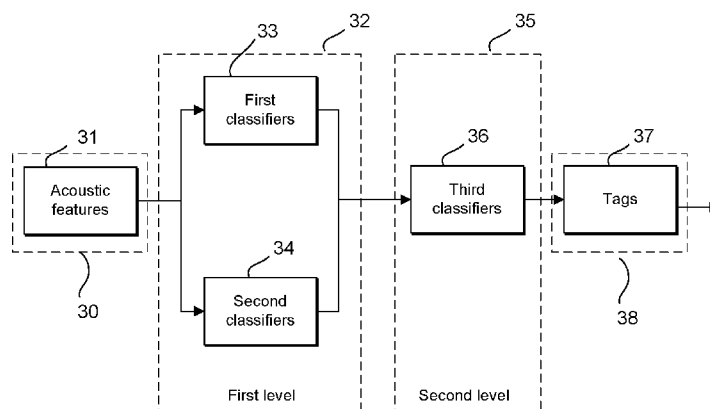 33
32
35
First
classifiers
31
36
37
Acoustic
features
Third
classifiers
Tags
34
30
Second
classifiers
38
First level
Second level